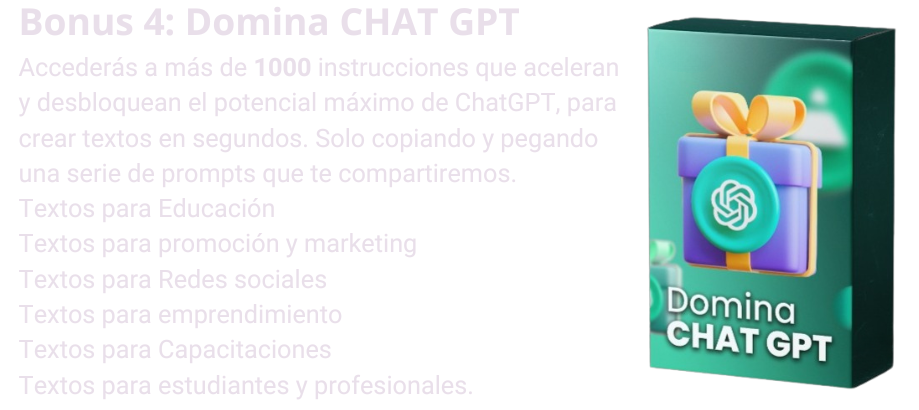 Bonus 4: Domina CHAT GPT
Accederás a más de 1000 instrucciones que aceleran
y desbloquean el potencial máximo de ChatGPT, para
crear textos en segundos. Solo copiando y pegando
una serie de prompts que te compartiremos.
Textos para Educación
Textos para promoción y marketing
Textos para Redes sociales
Textos para emprendimiento
Textos para Capacitaciones
Textos para estudiantes y profesionales.
Domina
CHAT GPT